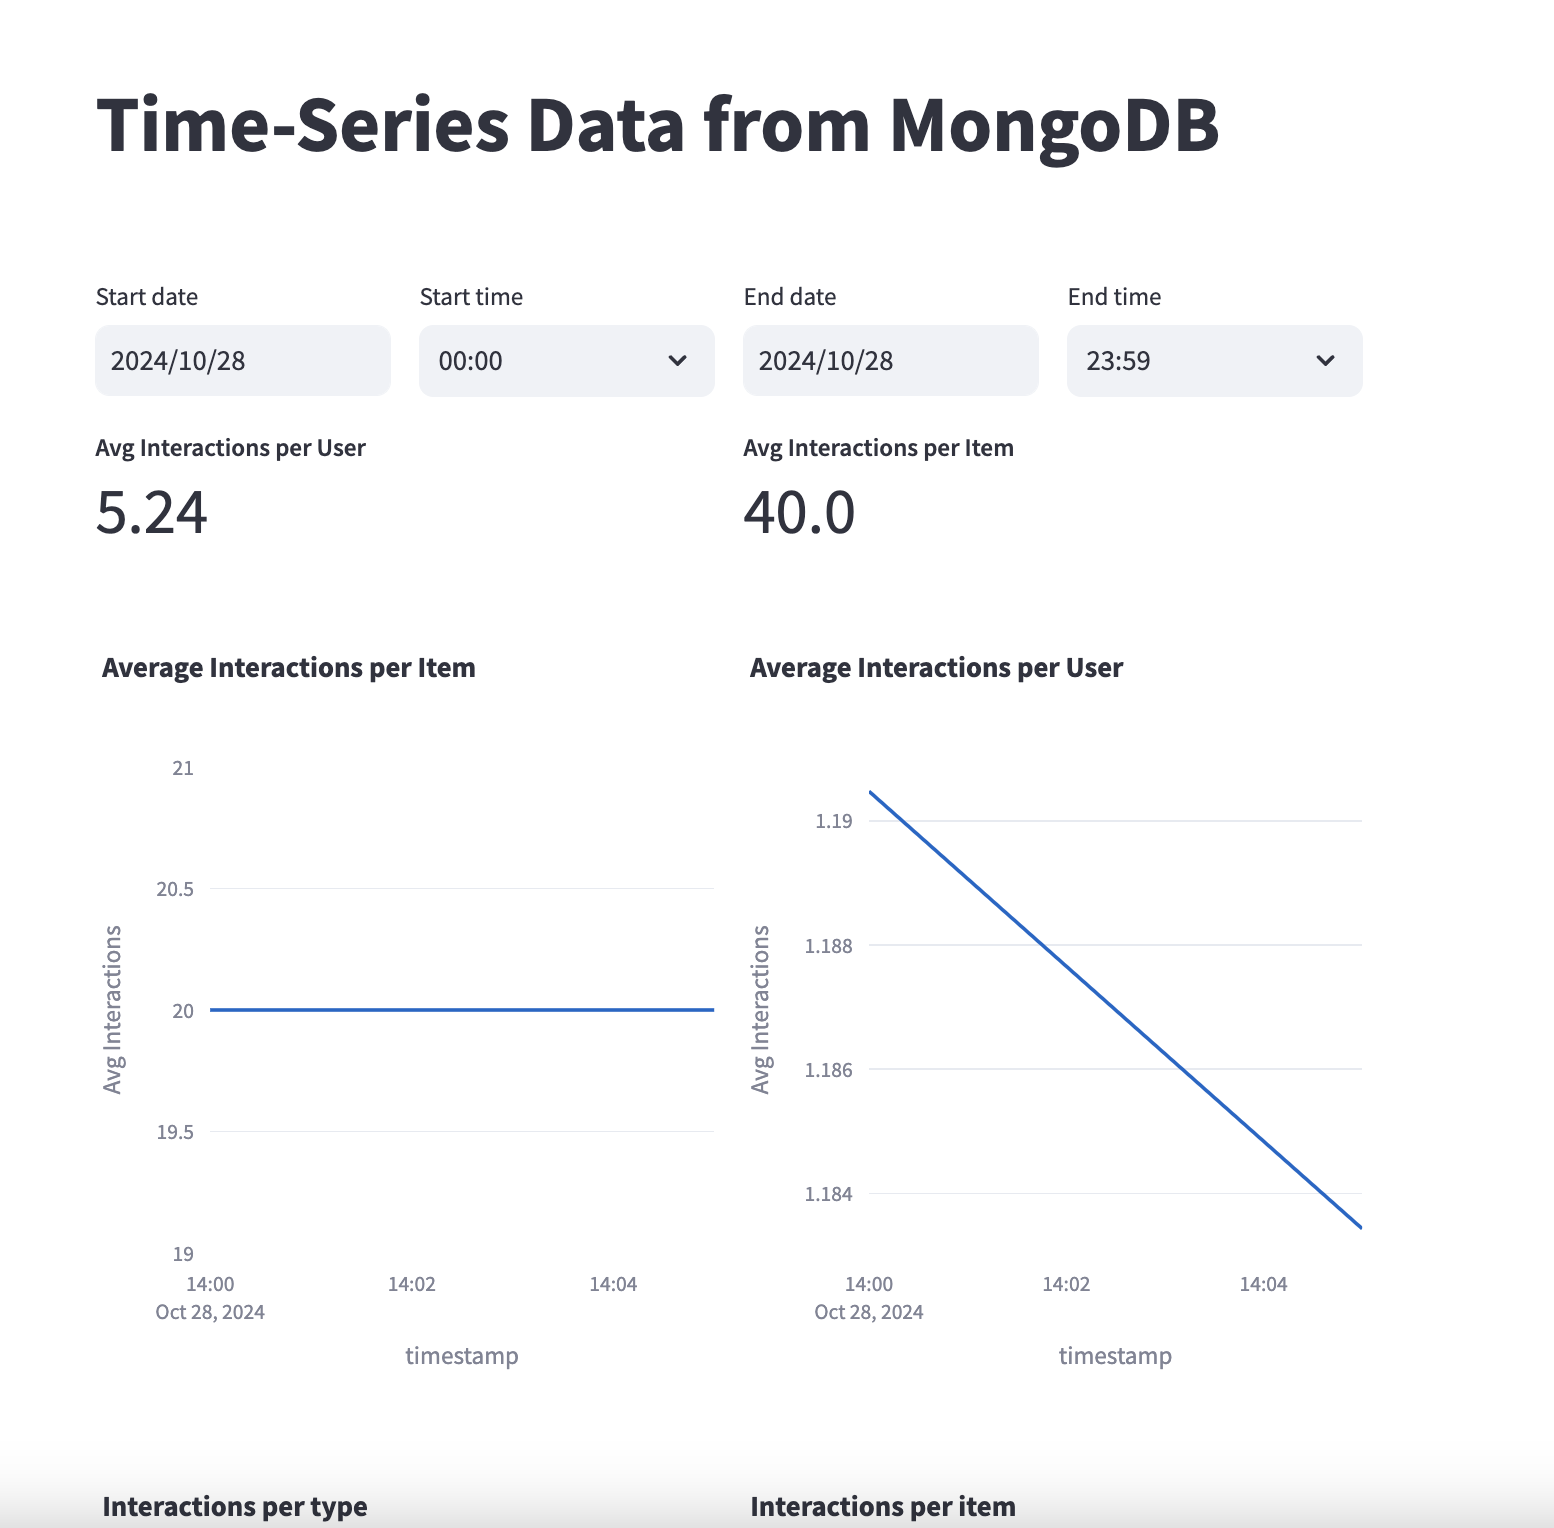 Time-Series Data from MongoDB
Start date
Start time
End date
End time
2024/10/28
00:00
2024/10/28
23:59
Avg Interactions per User
Avg Interactions per Item
5.24
40.0
Average Interactions per Item
21
20.5
20
19.5
19
Avg Interactions
14:00
14:02
14:04
Oct 28, 2024
timestamp
Average Interactions per User
1.19
1.188
1.186
1.184
Avg Interactions
14:00
14:02
14:04
Oct 28, 2024
timestamp
Interactions per type
Interactions per item